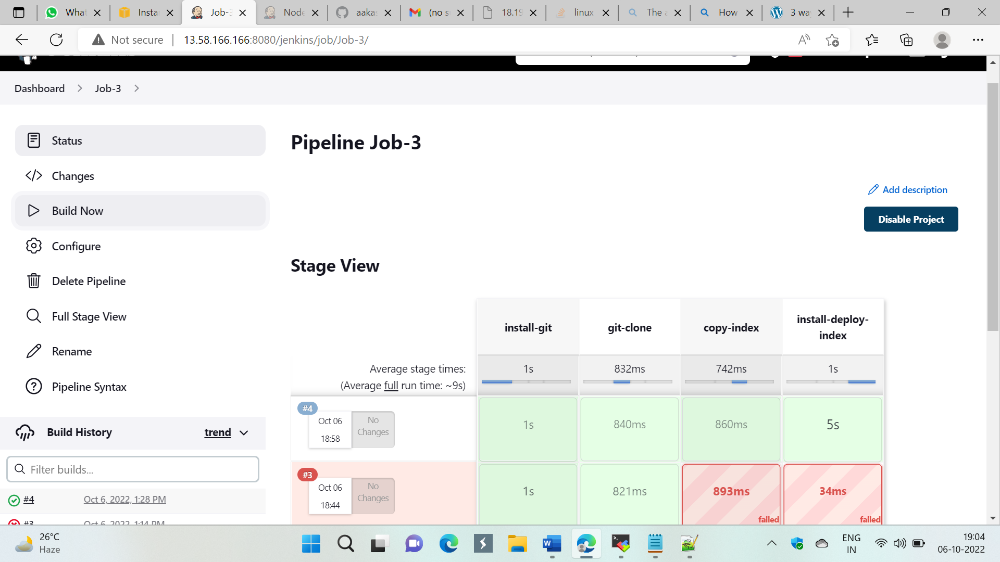 What
Insta
Job-3
Node
aakas
(no s
18.19
linux
The a
How
3 wa
Not secure
13.58.166.166:8080/jenkins/job/Job-3/
Dashboard
Job-3
Status
Changes
Build Now
Configure
Delete Pipeline
Full Stage View
Rename
Pipeline Syntax
Build History
trend
Filter builds...
#4
Oct 6, 2022, 1:28 PM
#3
Oct 6, 2022, 1:14 PM
Pipeline Job-3
Add description
Disable Project
Stage View
install-git
git-clone
copy-index
install-deploy-
index
Average stage times:
(Average full run time: ~9s)
1s
832ms
742ms
1s
#4
Oct 06
18:58
No
Changes
1s
840ms
860ms
5s
#3
Oct 06
18:44
No
Changes
1s
821ms
893ms
failed
34ms
failed
26°C
Haze
ENG
IN
19:04
06-10-2022